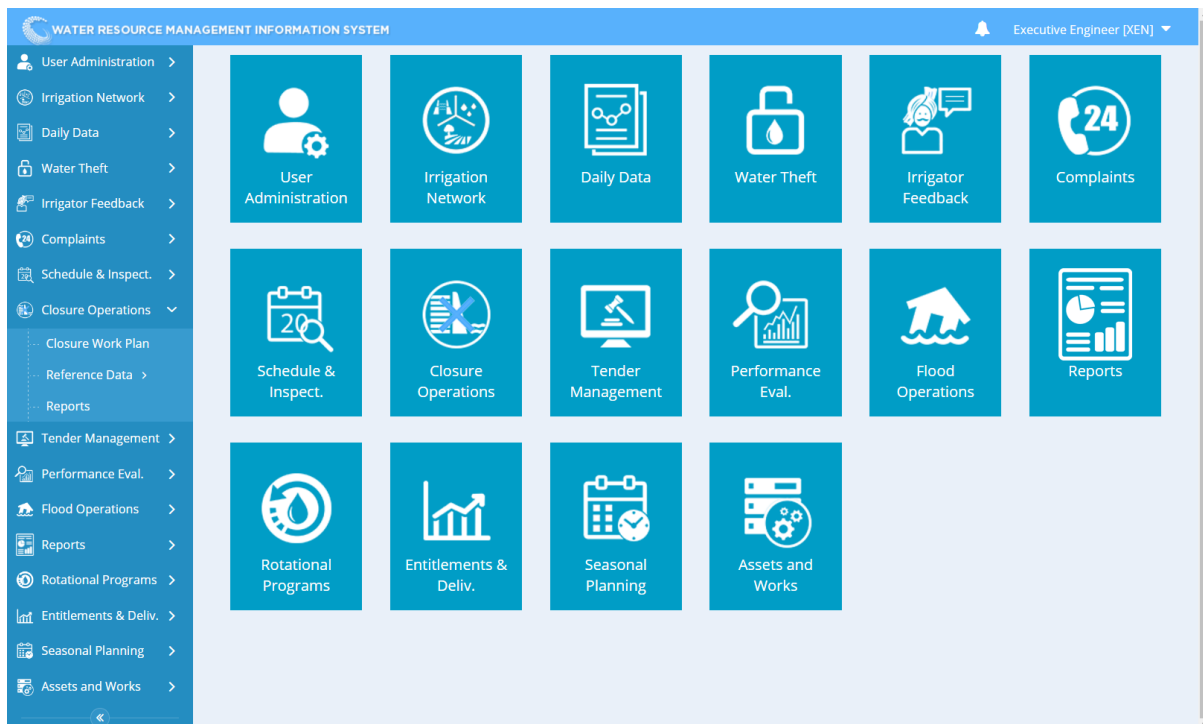 WATER RESOURCE MANAGEMENT INFORMATION SYSTEM
Executive Engineer [XEN]
User Administration
Irrigation Network
Daily Data
Water Theft
Irrigator Feedback
24
Complaints
Schedule & Inspect.
Closure Operations
Closure Work Plan
Reference Data
Reports
Tender Management
Performance Eval.
Flood Operations
Reports
Rotational Programs
Entitlements & Deliv.
Seasonal Planning
Assets and Works
User
Administration
Irrigation
Network
Daily Data
Water Theft
Irrigator
Feedback
24
Complaints
20
Schedule &
Inspect.
Closure
Operations
Tender
Management
Performance
Eval.
Flood
Operations
Reports
Rotational
Programs
Entitlements &
Deliv.
Seasonal
Planning
Assets and
Works